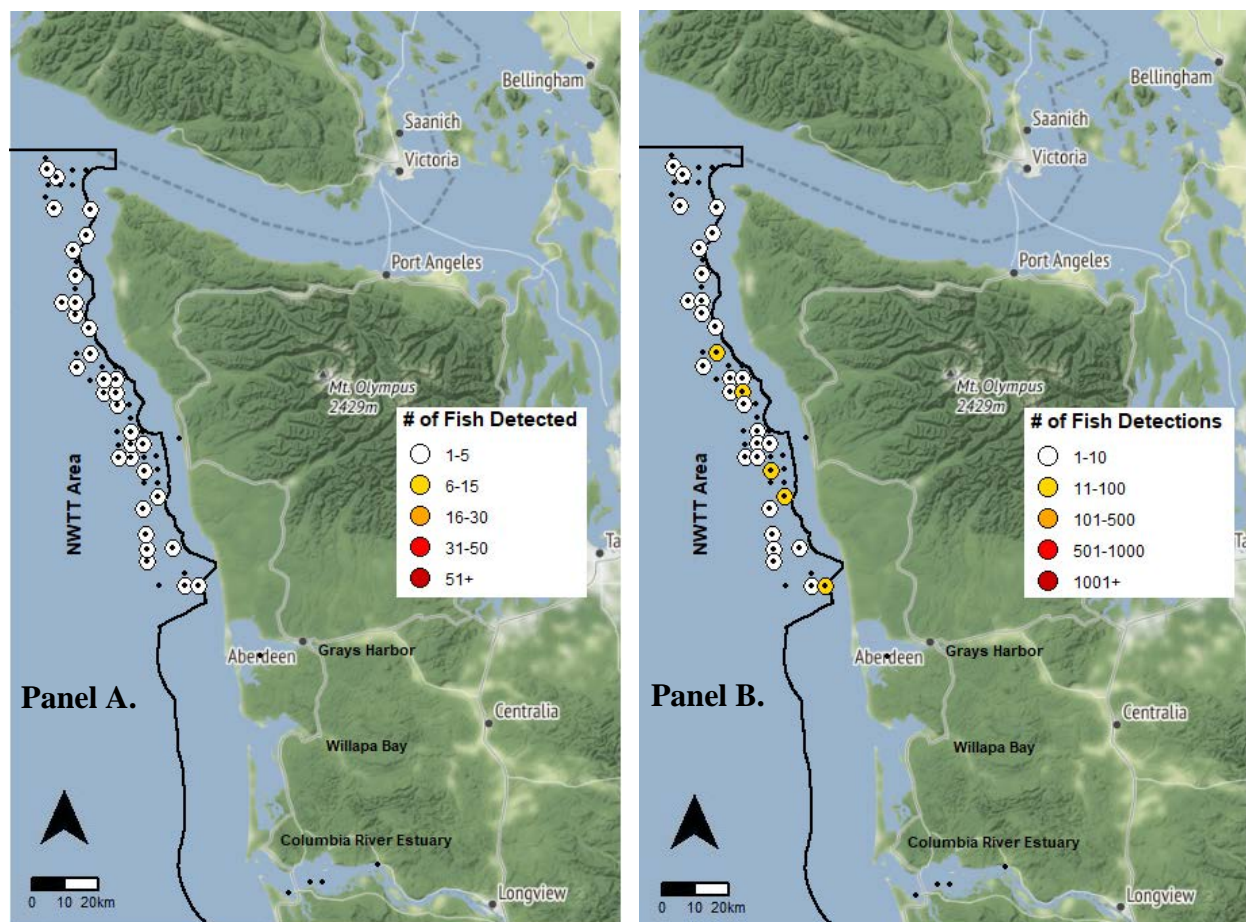 Bellingham
Saanich
Victoria
Port Angeles
Mt. Olympus
2429m
# of Fish Detected
1-5
6-15
16-30
31-50
51+
NWTT Area
Aberdeen
Grays Harbor
Panel A.
Centralia
Willapa Bay
Columbia River Estuary
Longview
0 10 20km
Bellingham
Saanich
Victoria
Port Angeles
Mt. Olympus
2429m
# of Fish Detections
1-10
11-100
101-500
501-1000
1001+
NWTT Area
Aberdeen
Grays Harbor
Panel B.
Centralia
Willapa Bay
Columbia River Estuary
Longview
0 10 20km